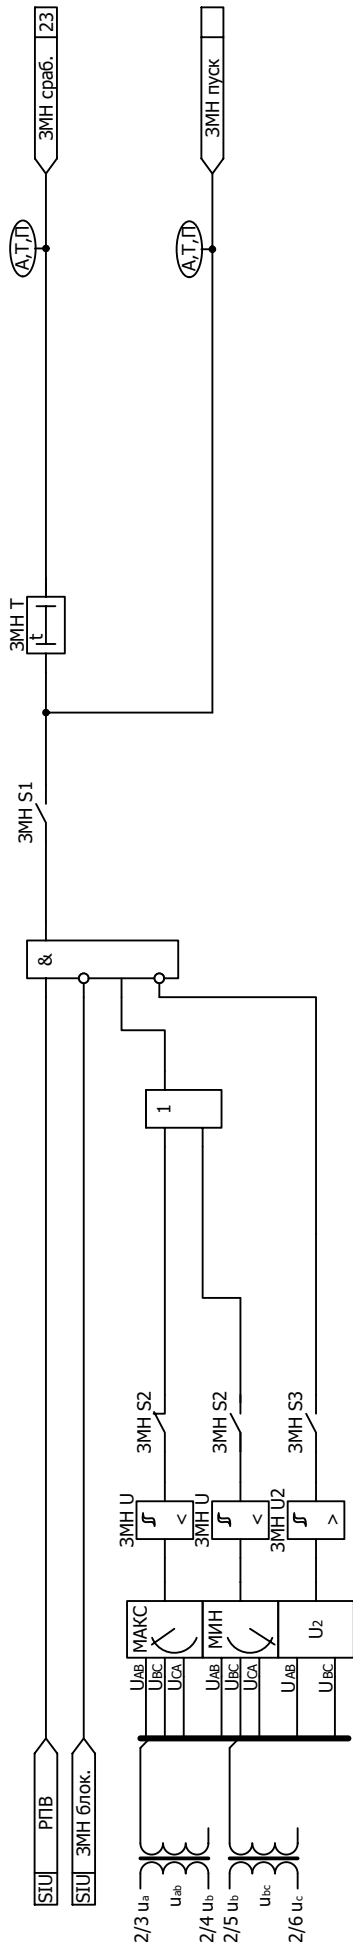 SIU РПВ
SIU ЗМН блок.
2/3 ua
uab
2/4 ub
2/5 ub
ubc
2/6 uc
UAB
UBC
UCA
МАКС
UAB
UBC
UCA
МИН
UAB
UBC
U2
ЗМН U
<
ЗМН U
<
ЗМН U2
>
ЗМН S2
ЗМН S2
ЗМН S3
1
&
ЗМН S1
ЗМН T
t
А,Т,П
ЗМН сраб. 23
А,Т,П
ЗМН пуск